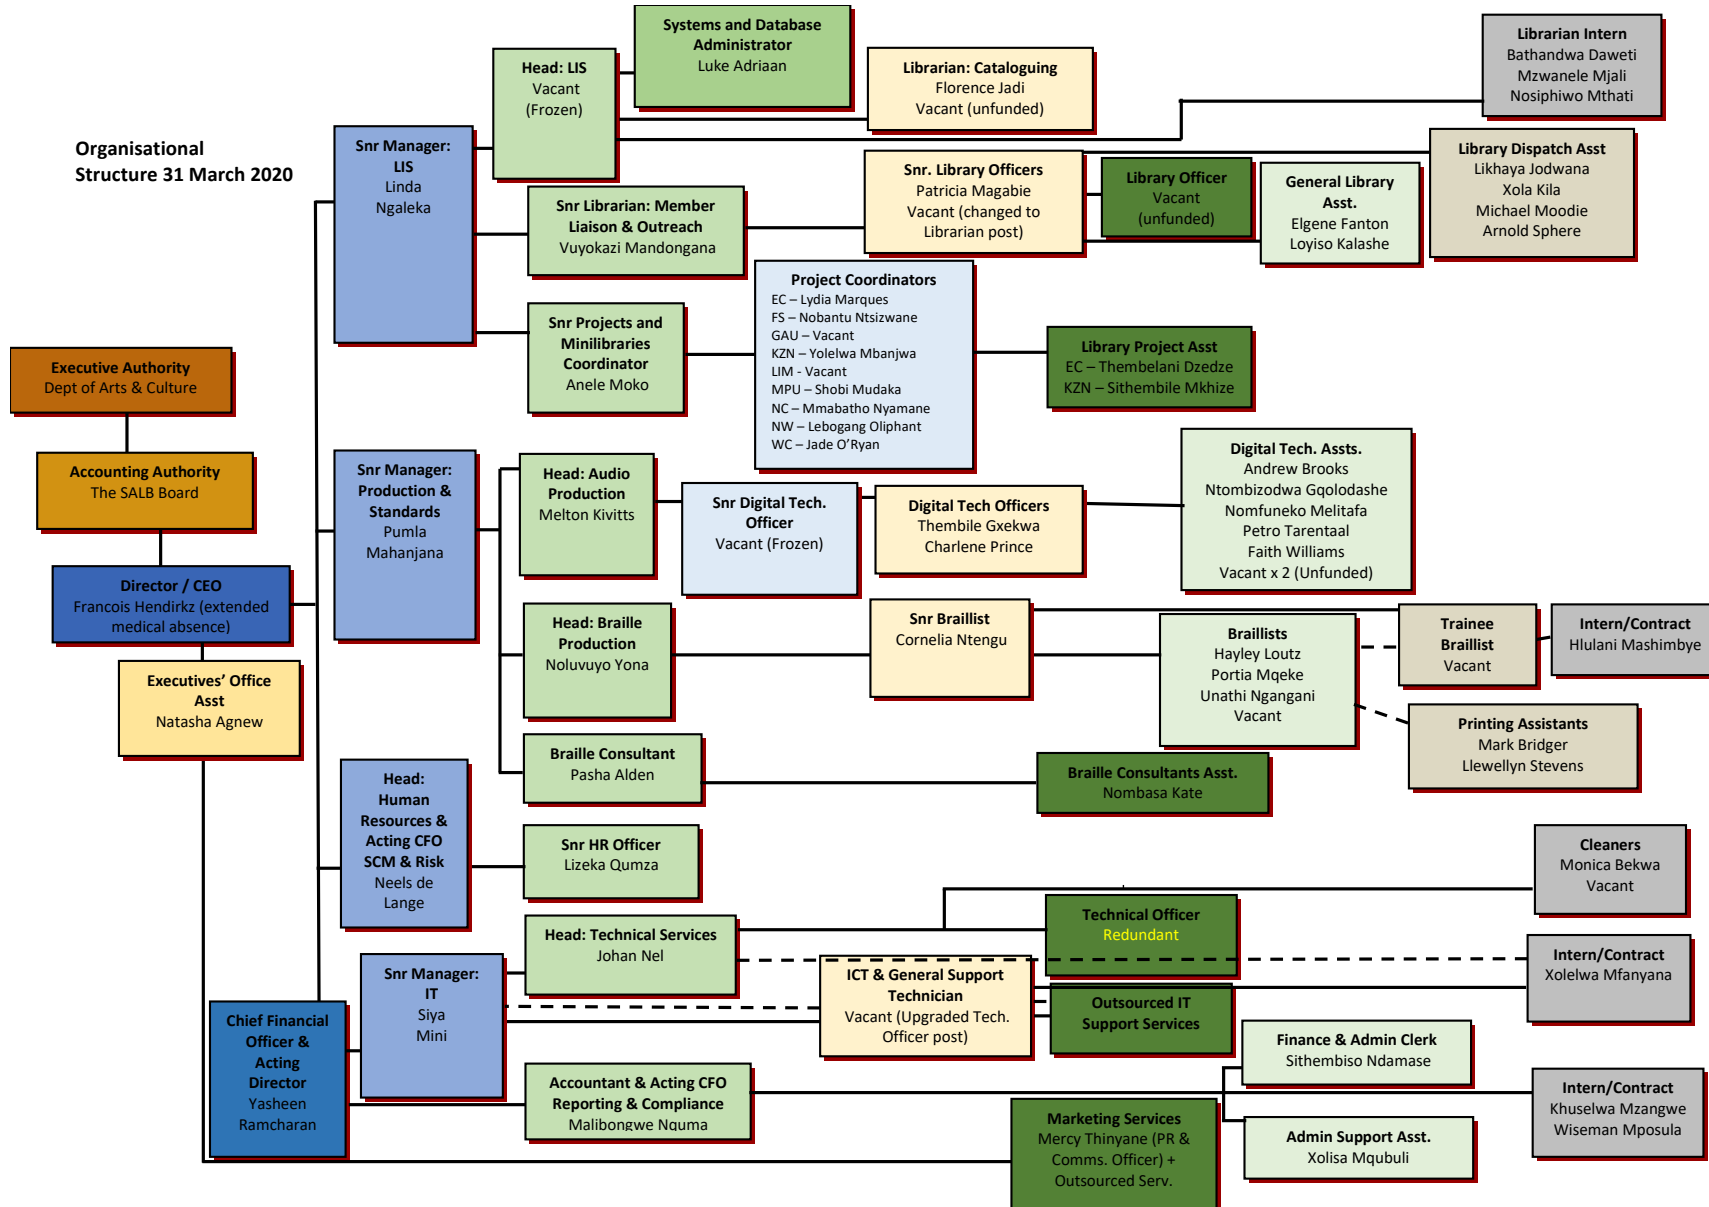 Organisational
Structure 31 March 2020
Executive Authority
Dept of Arts & Culture
Accounting Authority
The SALB Board
Director / CEO
Francois Hendirkz (extended
medical absence)
Executives’ Office
Asst
Natasha Agnew
Snr Manager:
LIS
Linda
Ngaleka
Head: LIS
Vacant
(Frozen)
Systems and Database
Administrator
Luke Adriaan
Librarian: Cataloguing
Florence Jadi
Vacant (unfunded)
Librarian Intern
Bathandwa Daweti
Mzwanele Mjali
Nosiphiwo Mthati
Snr Librarian: Member
Liaison & Outreach
Vuyokazi Mandongana
Snr. Library Officers
Patricia Magabie
Vacant (changed to
Librarian post)
Library Officer
Vacant
(unfunded)
General Library
Asst.
Elgene Fanton
Loyiso Kalashe
Library Dispatch Asst
Likhaya Jodwana
Xola Kila
Michael Moodie
Arnold Sphere
Snr Projects and
Minilibraries
Coordinator
Anele Moko
Project Coordinators
EC – Lydia Marques
FS – Nobantu Ntsizwane
GAU – Vacant
KZN – Yolelwa Mbanjwa
LIM - Vacant
MPU – Shobi Mudaka
NC – Mmabatho Nyamane
NW – Lebogang Oliphant
WC – Jade O’Ryan
Library Project Asst
EC – Thembelani Dzedze
KZN – Sithembile Mkhize
Snr Manager:
Production &
Standards
Pumla
Mahanjana
Head: Audio
Production
Melton Kivitts
Snr Digital Tech.
Officer
Vacant (Frozen)
Digital Tech Officers
Thembile Gxekwa
Charlene Prince
Digital Tech. Assts.
Andrew Brooks
Ntombizodwa Gqolodashe
Nomfuneko Melitafa
Petro Tarentaal
Faith Williams
Vacant x 2 (Unfunded)
Head: Braille
Production
Noluvuyo Yona
Snr Braillist
Cornelia Ntengu
Braillists
Hayley Loutz
Portia Mqeke
Unathi Ngangani
Vacant
Trainee
Braillist
Vacant
Intern/Contract
Hlulani Mashimbye
Printing Assistants
Mark Bridger
Llewellyn Stevens
Braille Consultant
Pasha Alden
Braille Consultants Asst.
Nombasa Kate
Head:
Human
Resources &
Acting CFO
SCM & Risk
Neels de
Lange
Snr HR Officer
Lizeka Qumza
Cleaners
Monica Bekwa
Vacant
Head: Technical Services
Johan Nel
Technical Officer
Redundant
Snr Manager:
IT
Siya
Mini
ICT & General Support
Technician
Vacant (Upgraded Tech.
Officer post)
Outsourced IT
Support Services
Intern/Contract
Xolelwa Mfanyana
Chief Financial
Officer &
Acting
Director
Yasheen
Ramcharan
Accountant & Acting CFO
Reporting & Compliance
Malibongwe Nquma
Finance & Admin Clerk
Sithembiso Ndamase
Admin Support Asst.
Xolisa Mqubuli
Intern/Contract
Khuselwa Mzangwe
Wiseman Mposula
Marketing Services
Mercy Thinyane (PR &
Comms. Officer) +
Outsourced Serv.